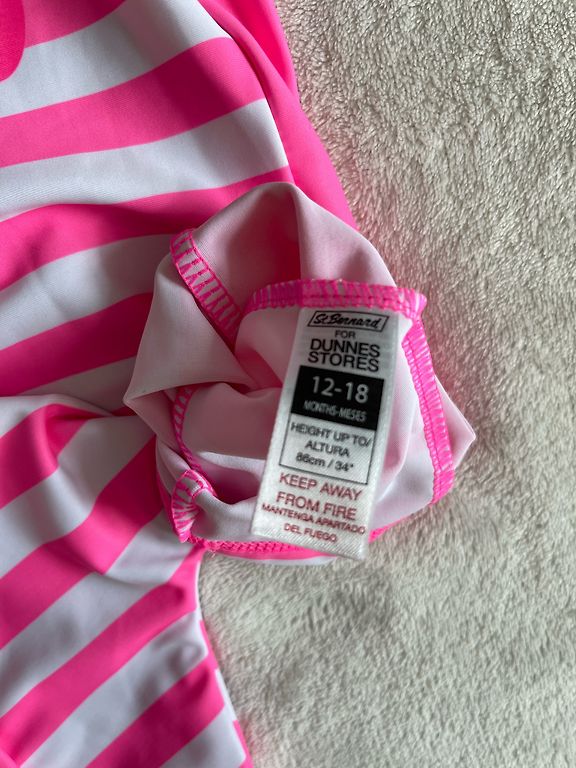 St Bernard
FOR
DUNNES
STORES
12-18
MONTHS-MESES
HEIGHT UP TO/
ALTURA
86cm / 34"
KEEP AWAY
FROM FIRE
MANTENGA APARTADO
DEL FUEGO